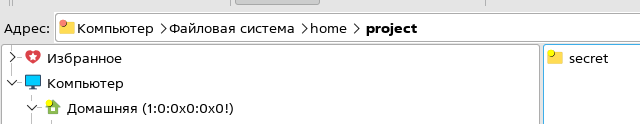 Адрес: Компьютер >Файловая система >home > project
Избранное
secret
Компьютер
Домашняя (1:0:0x0:0x0!)